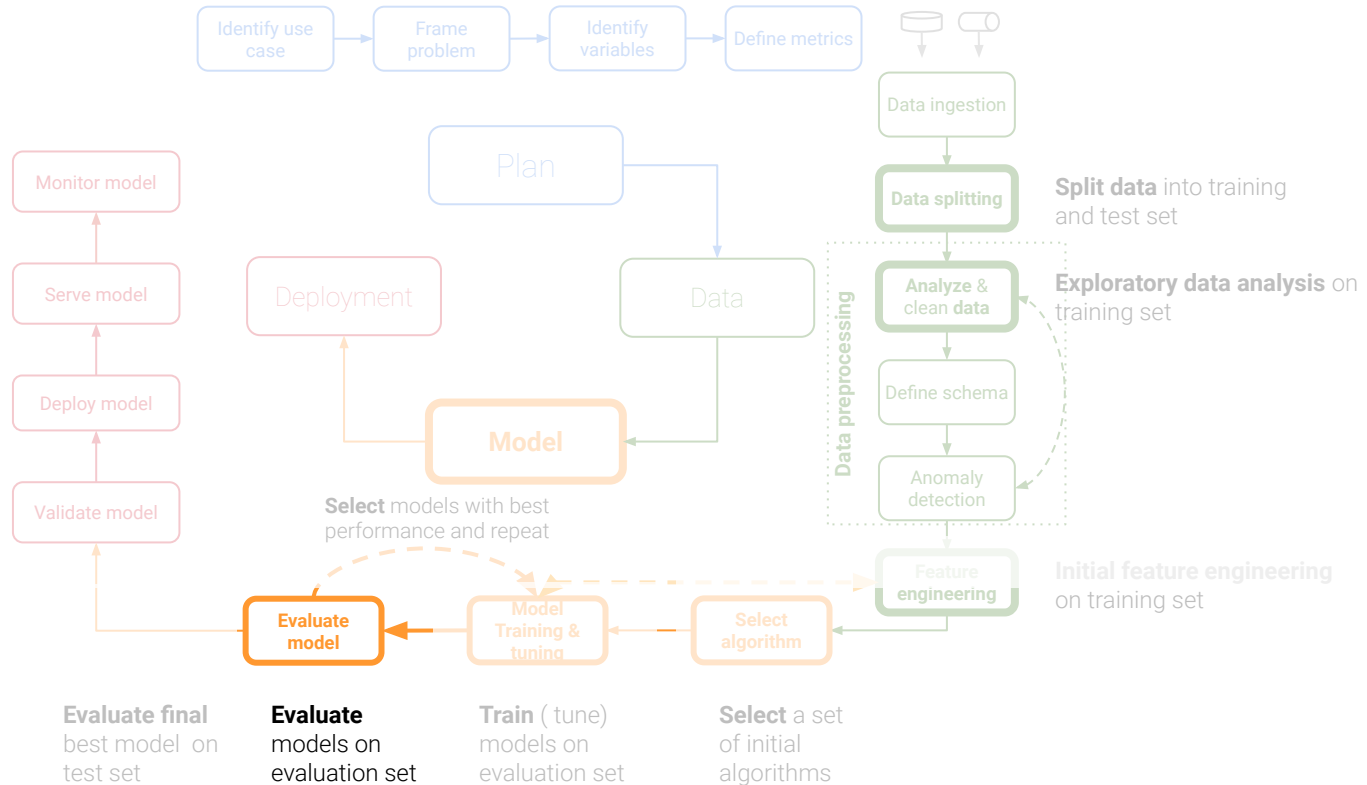 Identify use
case
Frame
problem
Identify
variables
Define metrics
Data ingestion
Plan
Monitor model
Data splitting
Split data into training
and test set
Serve model
Deployment
Data
Data preprocessing
Analyze &
clean data
Exploratory data analysis on
training set
Deploy model
Define schema
Model
Validate model
Anomaly
detection
Select models with best
performance and repeat
Feature
engineering
Initial feature engineering
on training set
Evaluate
model
Model
Training &
tuning
Select
algorithm
Evaluate final
best model on
test set
Evaluate
models on
evaluation set
Train ( tune)
models on
evaluation set
Select a set
of initial
algorithms